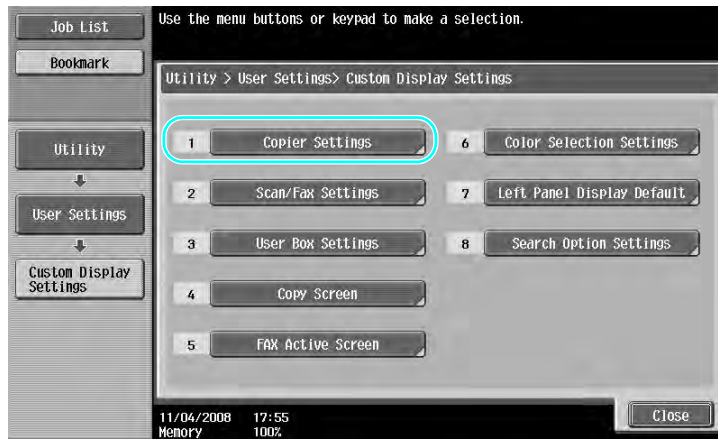 Job List
Bookmark
Utility
User Settings
Custom Display
Settings
Use the menu buttons or keypad to make a selection.
Utility > User Settings> Custom Display Settings
1 Copier Settings
2 Scan/Fax Settings
3 User Box Settings
4 Copy Screen
5 FAX Active Screen
6 Color Selection Settings
7 Left Panel Display Default
8 Search Option Settings
11/04/2008 17:55
Memory 100%
Close